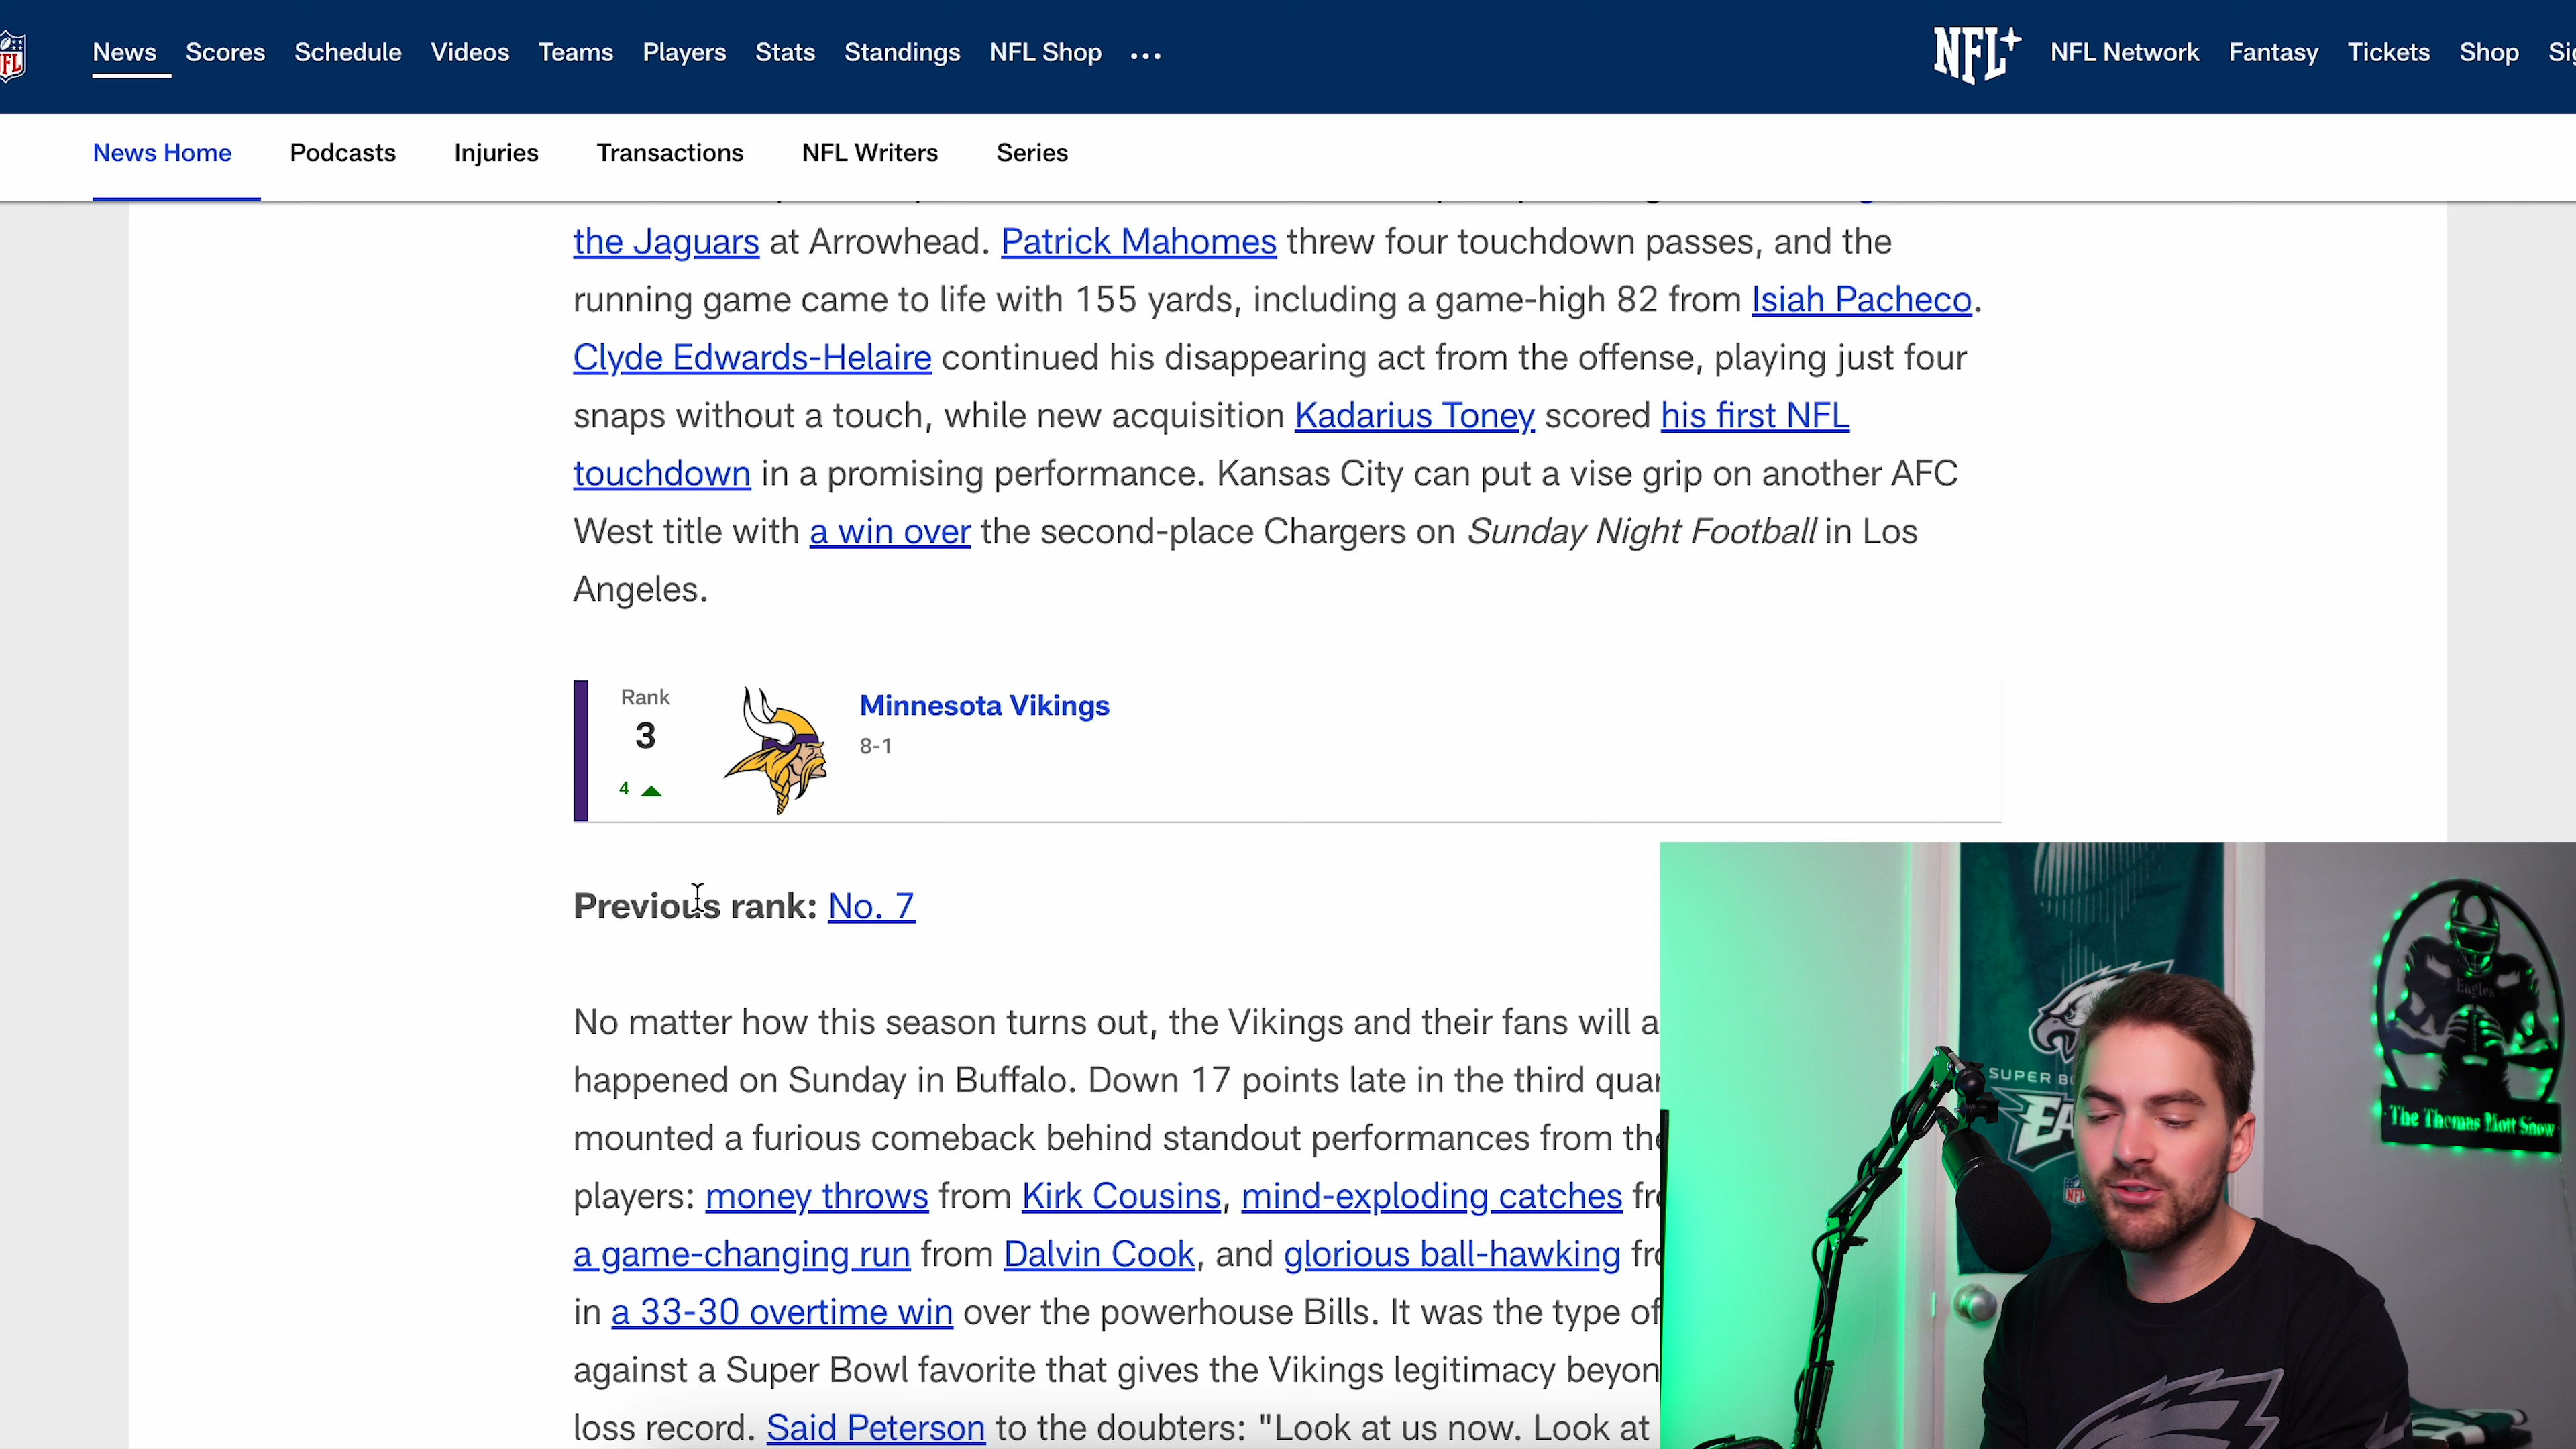 News Scores Schedule Videos Teams Players Stats Standings NFL Shop ... NFL+ NFL Network Fantasy Tickets Shop
News Home Podcasts Injuries Transactions NFL Writers Series
the Jaguars at Arrowhead. Patrick Mahomes threw four touchdown passes, and the
running game came to life with 155 yards, including a game-high 82 from Isiah Pacheco.
Clyde Edwards-Helaire continued his disappearing act from the offense, playing just four
snaps without a touch, while new acquisition Kadarius Toney scored his first NFL
touchdown in a promising performance. Kansas City can put a vise grip on another AFC
West title with a win over the second-place Chargers on Sunday Night Football in Los
Angeles.
Rank
3
4
Minnesota Vikings
8-1
Previous rank: No. 7
No matter how this season turns out, the Vikings and their fans will
happened on Sunday in Buffalo. Down 17 points late in the third
mounted a furious comeback behind standout performances from
players: money throws from Kirk Cousins, mind-exploding catches
a game-changing run from Dalvin Cook, and glorious ball-hawking
in a 33-30 overtime win over the powerhouse Bills. It was the type of
against a Super Bowl favorite that gives the Vikings legitimacy
loss record. Said Peterson to the doubters: "Look at us now. Look at
SUPER
Eagles
The Thomas Mott Show